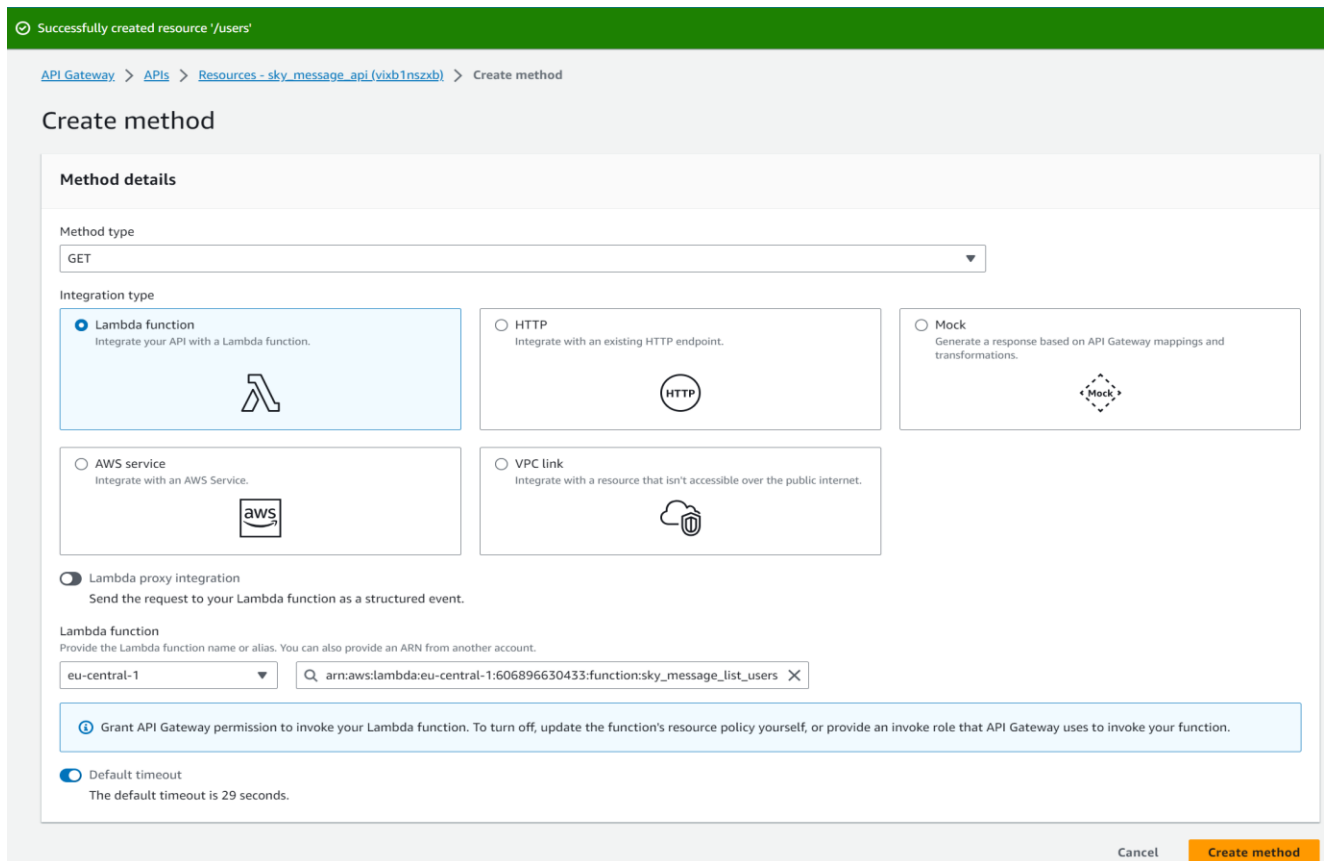 Successfully created resource '/users'
API Gateway > APIs > Resources - sky_message_api (vixb1nszxb) > Create method
Create method
Method details
Method type
GET
Integration type
Lambda function
Integrate your API with a Lambda function.
HTTP
Integrate with an existing HTTP endpoint.
HTTP
Mock
Generate a response based on API Gateway mappings and
transformations.
Mock
AWS service
Integrate with an AWS Service.
aws
VPC link
Integrate with a resource that isn't accessible over the public internet.
Lambda proxy integration
Send the request to your Lambda function as a structured event.
Lambda function
Provide the Lambda function name or alias. You can also provide an ARN from another account.
eu-central-1
arn:aws:lambda:eu-central-1:606896630433:function:sky_message_list_users
Grant API Gateway permission to invoke your Lambda function. To turn off, update the function's resource policy yourself, or provide an invoke role that API Gateway uses to invoke your function.
Default timeout
The default timeout is 29 seconds.
Cancel
Create method